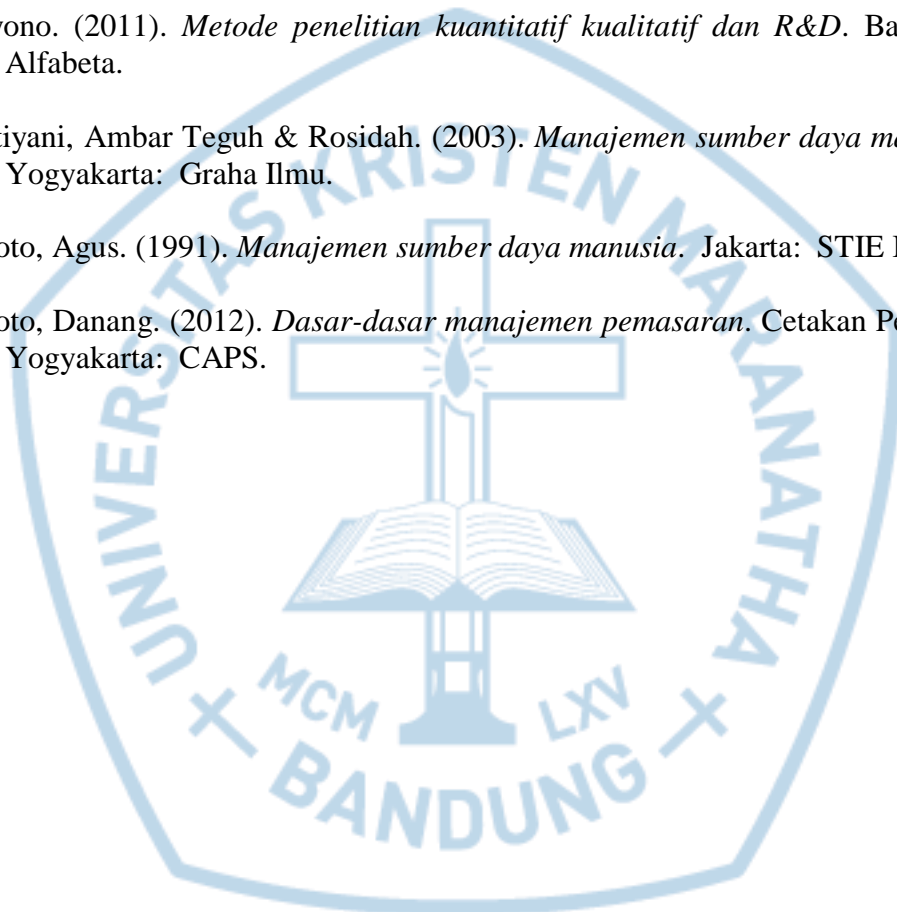 yono. (2011). Metode penelitian kuantitatif kualitatif dan R&D. Ba
Alfabeta.
tiyani, Ambar Teguh & Rosidah. (2003). Manajemen sumber daya ma
Yogyakarta: Graha Ilmu.
oto, Agus. (1991). Manajemen sumber daya manusia. Jakarta: STIE
oto, Danang. (2012). Dasar-dasar manajemen pemasaran. Cetakan Pe
Yogyakarta: CAPS.
UNIVERSITAS KRISTEN MARANATHA
MCM LXV
BANDUNG